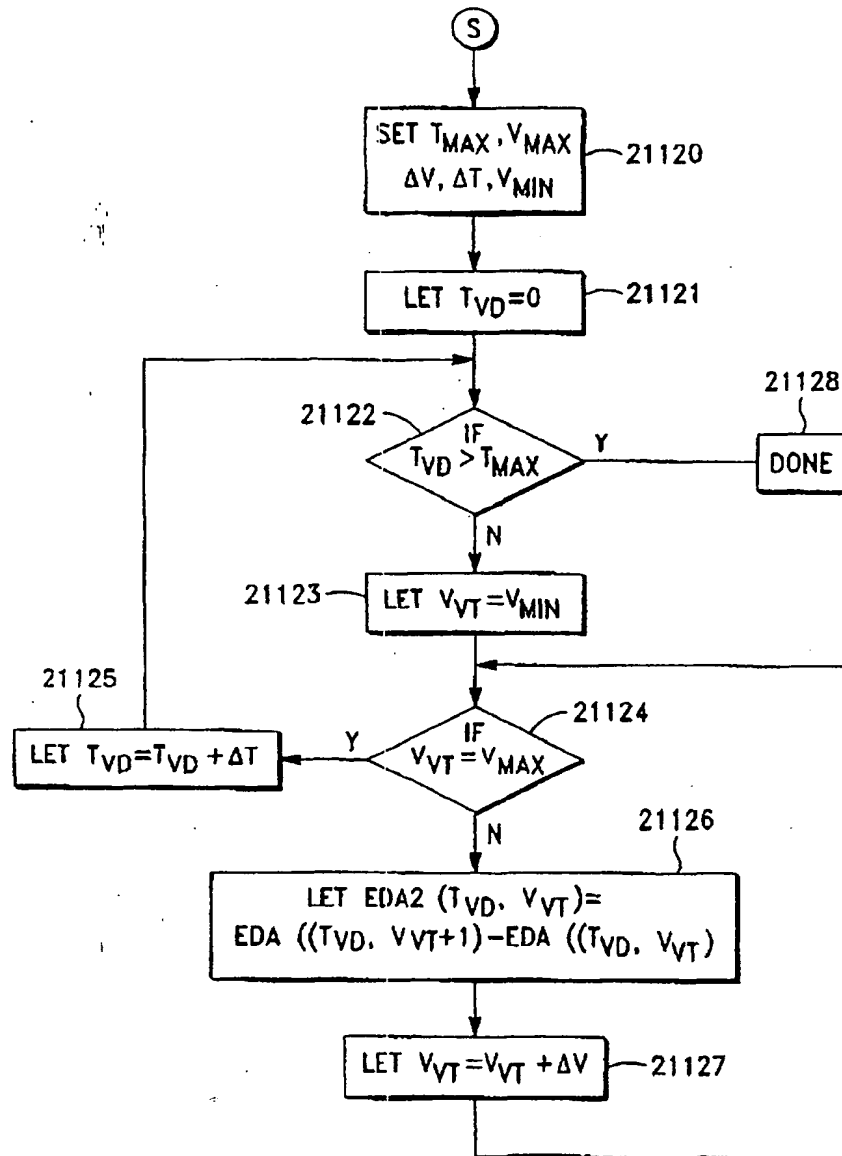 S
SET T_MAX, V_MAX
ΔV, ΔT, V_MIN
21120
LET T_VD=0
21121
21122
IF
T_VD > T_MAX
Y
21128
DONE
N
21123
LET V_VT=V_MIN
21125
LET T_VD=T_VD+ΔT
Y
IF
V_VT=V_MAX
21124
N
21126
LET EDA2 (T_VD, V_VT)=
EDA ((T_VD, V_VT+1)-EDA ((T_VD, V_VT)
LET V_VT=V_VT+ΔV
21127